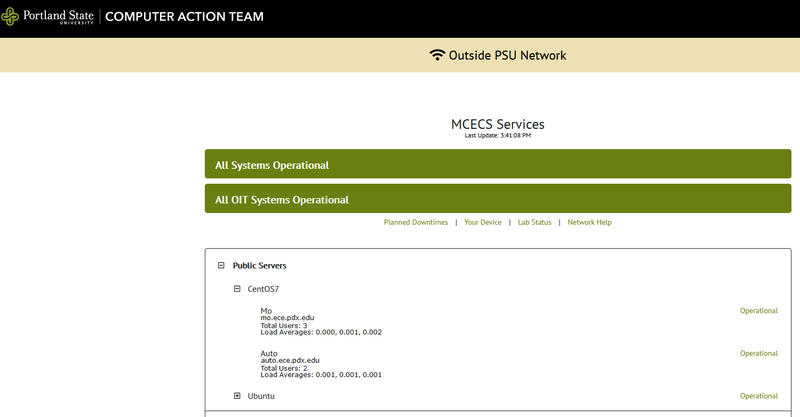 Portland State
UNIVERSITY
COMPUTER ACTION TEAM
Outside PSU Network
MCECS Services
Last Update: 3:41:08 PM
All Systems Operational
All OIT Systems Operational
Planned Downtimes | Your Device | Lab Status | Network Help
Public Servers
CentOS7
Mo Operational
mo.ece.pdx.edu
Total Users: 3
Load Averages: 0.000, 0.001, 0.002
Auto Operational
auto.ece.pdx.edu
Total Users: 2
Load Averages: 0.001, 0.001, 0.001
Ubuntu Operational